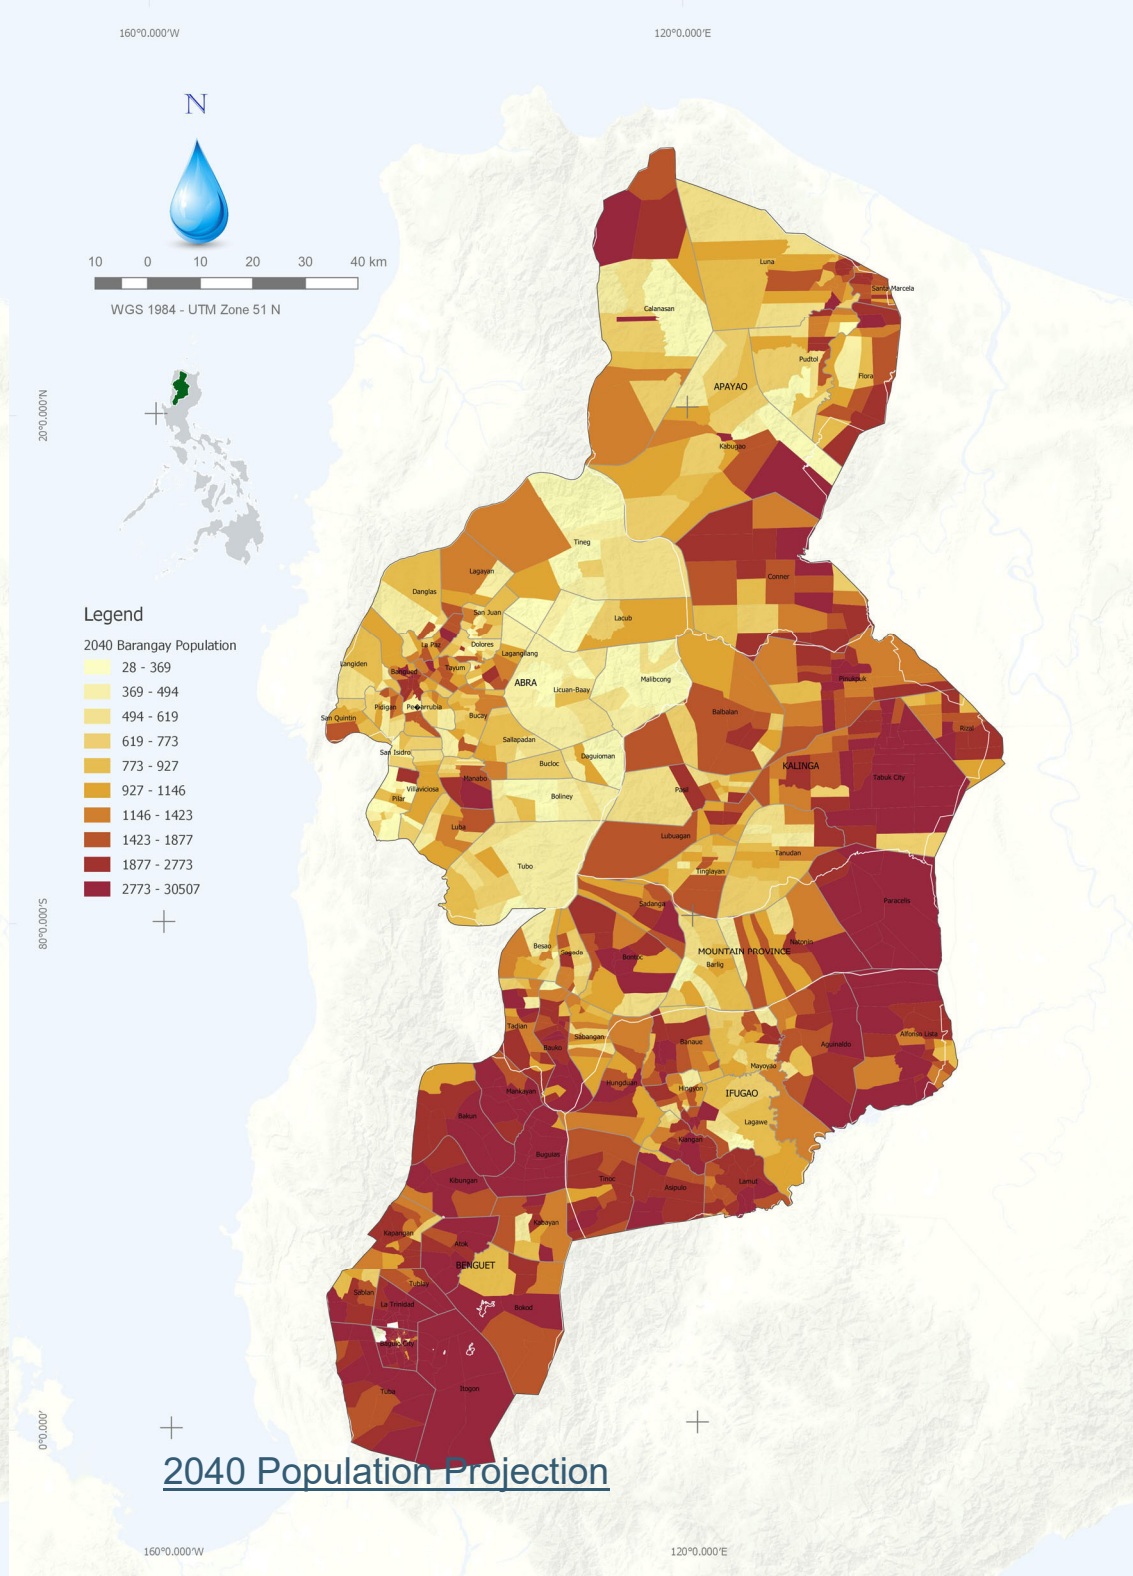 160°0.000'W 120°0.000'E
N
10 0 10 20 30 40 km
WGS 1984 - UTM Zone 51 N
20°0.000'N
80°0.000'S
0°0.000'
Legend
2040 Barangay Population
28 - 369
369 - 494
494 - 619
619 - 773
773 - 927
927 - 1146
1146 - 1423
1423 - 1877
1877 - 2773
2773 - 30507
Luna
Santa Marcela
Calanasan
Pudtol
Flora
APAYAO
Kabugao
Tineg
Lagayan
Conner
Danglas
San Juan
Lacub
La Paz
Dolores
Lagangilang
Langiden
Bangued
Tayum
ABRA
Malibcong
Pinukpuk
Licuan-Baay
Pidigan
Pe�arrubia
Bucay
San Quintin
Balbalan
Rizal
Sallapadan
San Isidro
Daguioman
Bucloc
KALINGA
Tabuk City
Manabo
Villaviciosa
Pilar
Boliney
Pasil
Luba
Lubuagan
Tanudan
Tubo
Tinglayan
Sadanga
Paracelis
Besao
Sagada
Natonin
MOUNTAIN PROVINCE
Bontoc
Barlig
Tadian
Sabangan
Bauko
Banaue
Aguinaldo
Alfonso Lista
Mayoyao
Hungduan
Hingyon
IFUGAO
Mankayan
Bakun
Lagawe
Kiangan
Buguias
Kibungan
Tinoc
Asipulo
Lamut
Kapangan
Kabayan
Atok
BENGUET
Tublay
Sablan
La Trinidad
Bokod
Baguio City
Tuba
Itogon
2040 Population Projection
160°0.000'W 120°0.000'E